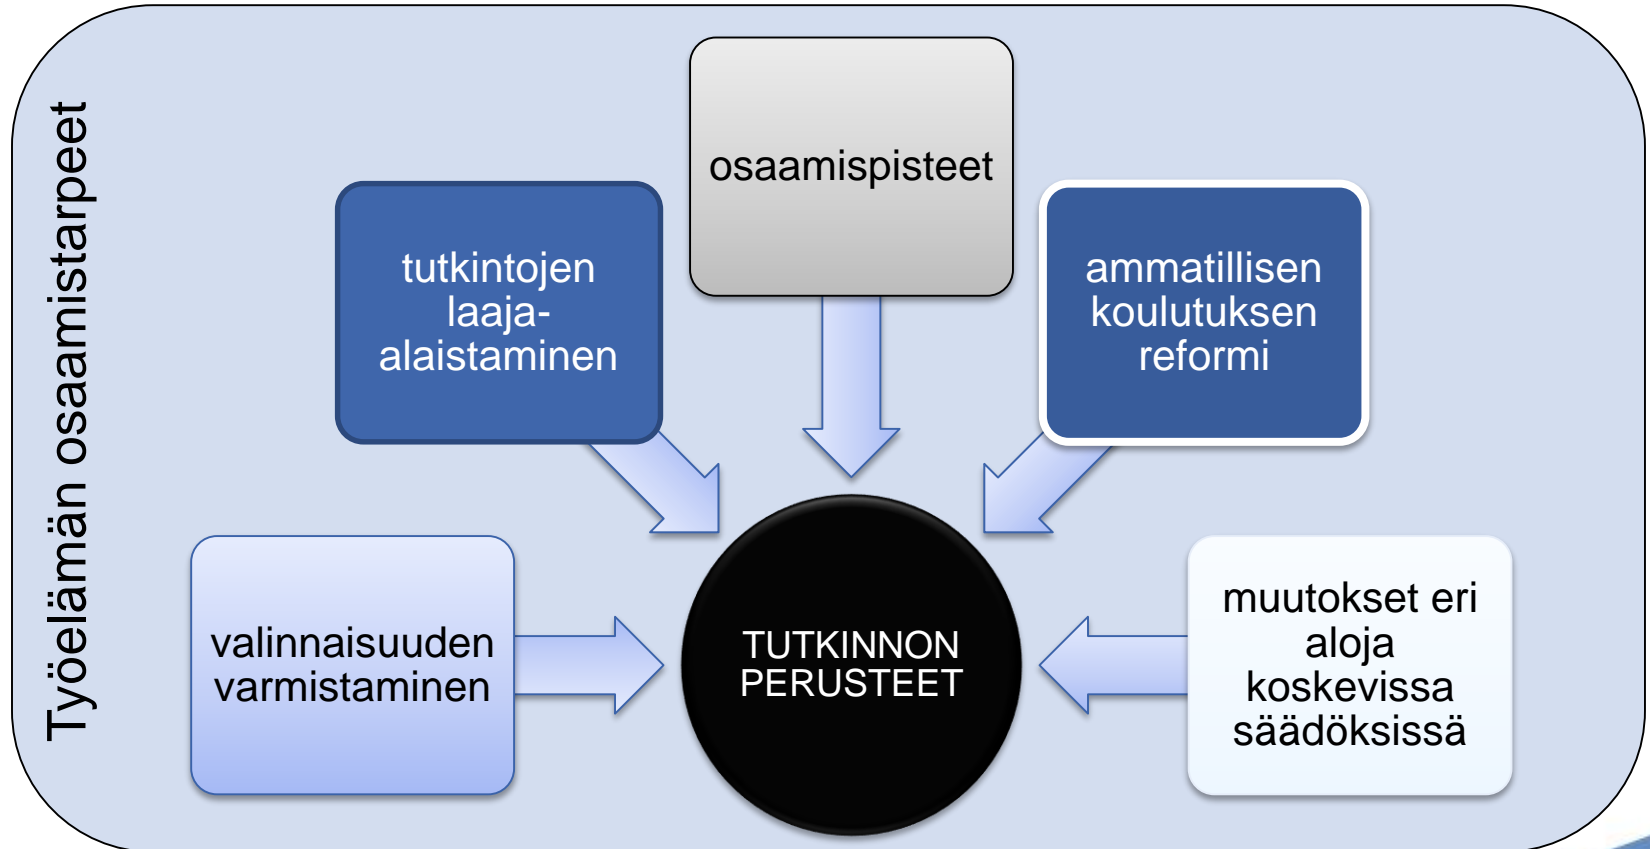 Työelämän osaamistarpeet
osaamispisteet
tutkintojen
laaja-
alaistaminen
ammatillisen
koulutuksen
reformi
valinnaisuuden
varmistaminen
TUTKINNON
PERUSTEET
muutokset eri
aloja
koskevissa
säädöksissä